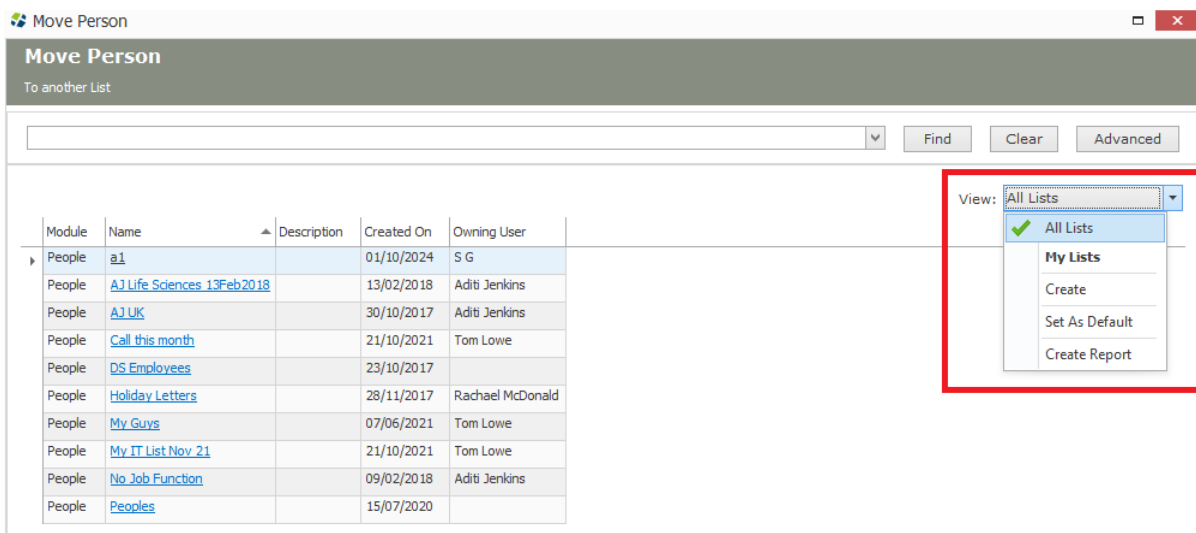 Move Person
Move Person
To another List
Find Clear Advanced
View: All Lists
All Lists
My Lists
Create
Set As Default
Create Report
Module Name Description Created On Owning User
People a1 01/10/2024 S G
People AJ Life Sciences 13Feb2018 13/02/2018 Aditi Jenkins
People AJ UK 30/10/2017 Aditi Jenkins
People Call this month 21/10/2021 Tom Lowe
People DS Employees 23/10/2017
People Holiday Letters 28/11/2017 Rachael McDonald
People My Guys 07/06/2021 Tom Lowe
People My IT List Nov 21 21/10/2021 Tom Lowe
People No Job Function 09/02/2018 Aditi Jenkins
People Peoples 15/07/2020